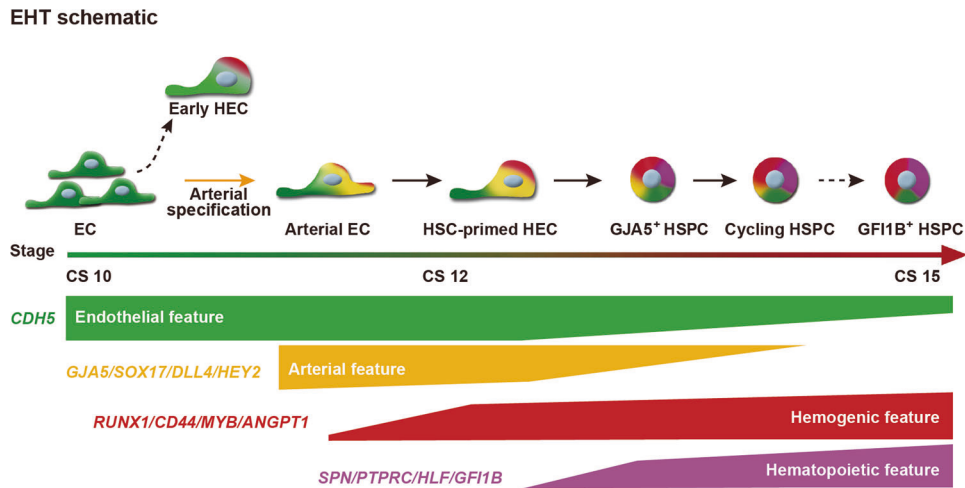 EHT schematic
Early HEC
Arterial
specification
EC
Arterial EC
HSC-primed HEC
GJA5⁺ HSPC
Cycling HSPC
GFI1B⁺ HSPC
Stage
CS 10
CS 12
CS 15
CDH5
Endothelial feature
GJA5/SOX17/DLL4/HEY2
Arterial feature
RUNX1/CD44/MYB/ANGPT1
Hemogenic feature
SPN/PTPRC/HLF/GFI1B
Hematopoietic feature